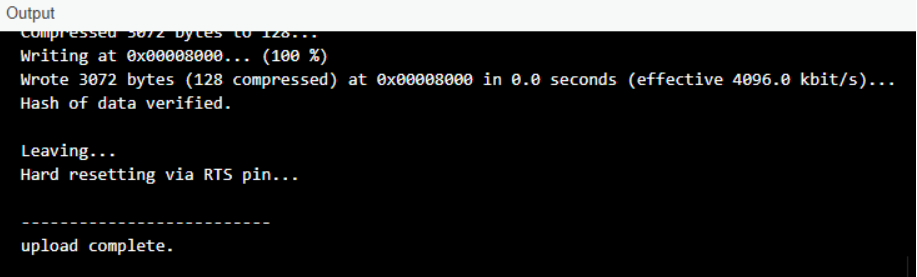 Output
Compressed 3072 bytes to 128...
Writing at 0x00008000... (100 %)
Wrote 3072 bytes (128 compressed) at 0x00008000 in 0.0 seconds (effective 4096.0 kbit/s)...
Hash of data verified.
Leaving...
Hard resetting via RTS pin...
--------------------------
upload complete.